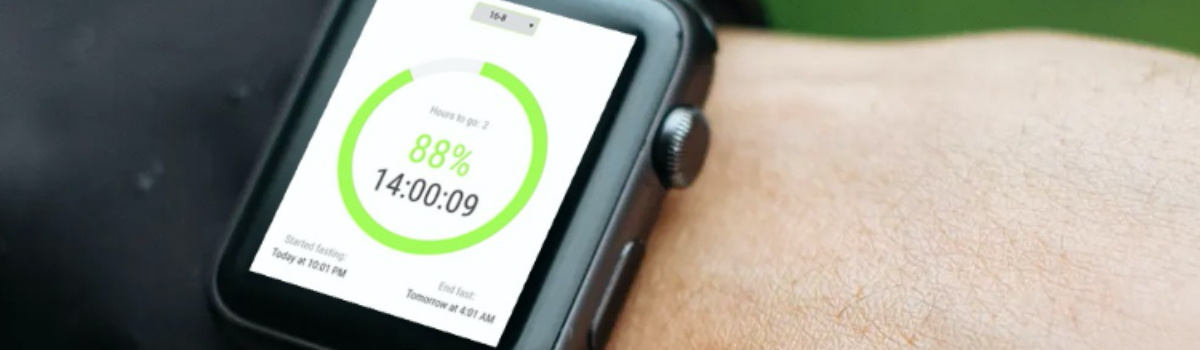 16-8
Hours to go: 2
88%
14:00:09
Started fasting:
Today at 10:01 PM
End fast:
Tomorrow at 4:01 AM